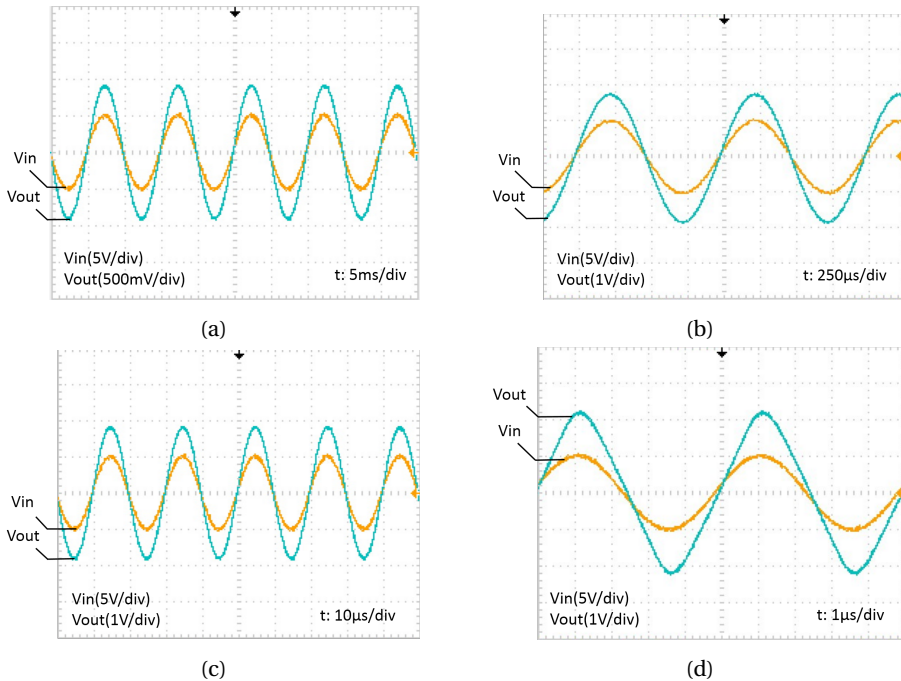 Vin
Vout
Vin(5V/div)
Vout(500mV/div)
t: 5ms/div
(a)
Vin
Vout
Vin(5V/div)
Vout(1V/div)
t: 250µs/div
(b)
Vin
Vout
Vin(5V/div)
Vout(1V/div)
t: 10µs/div
(c)
Vout
Vin
Vin(5V/div)
Vout(1V/div)
t: 1µs/div
(d)